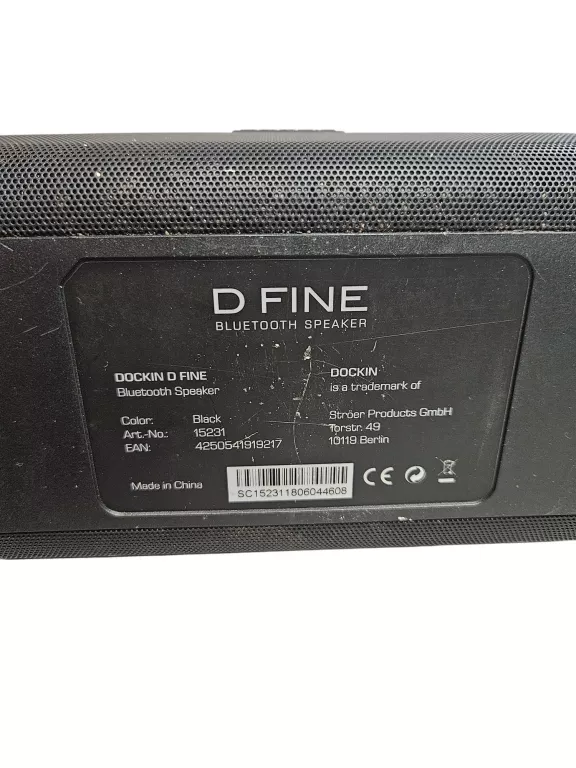 D FINE
BLUETOOTH SPEAKER
DOCKIN D FINE
Bluetooth Speaker
Color: Black
Art.-No.: 15231
EAN: 4250541919217
Made in China
DOCKIN
is a trademark of
Ströer Products GmbH
Torstr. 49
10119 Berlin
SC152311806044608
CE